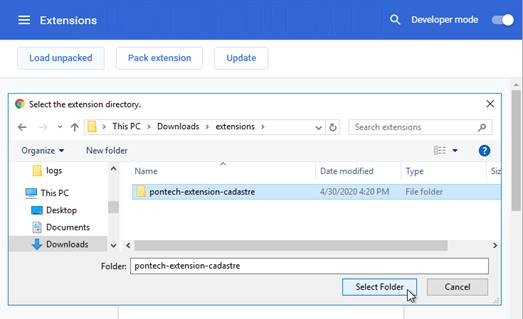 Extensions Developer mode
Load unpacked Pack extension Update
Select the extension directory.
This PC Downloads extensions Search extensions
Organize New folder
logs Name Date modified Type Siz
This PC pontech-extension-cadastre 4/30/2020 4:20 PM File folder
Desktop
Documents
Downloads
Folder: pontech-extension-cadastre
Select Folder Cancel